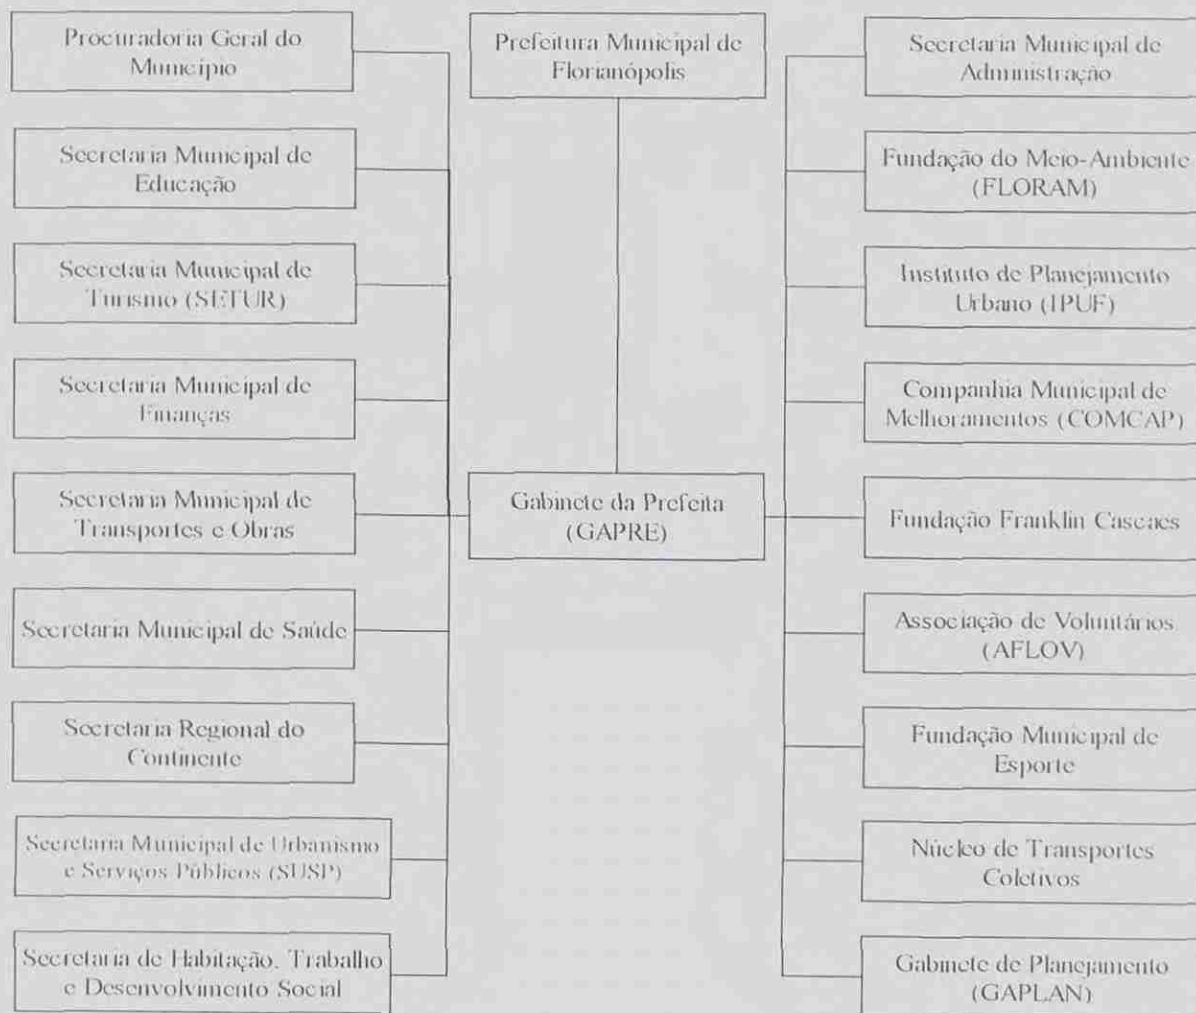 Procuradoria Geral do
Município
Prefeitura Municipal de
Florianópolis
Secretaria Municipal de
Administração
Secretaria Municipal de
Educação
Fundação do Meio-Ambiente
(FLORAM)
Secretaria Municipal de
Turismo (SETUR)
Instituto de Planejamento
Urbano (IPUF)
Secretaria Municipal de
Finanças
Companhia Municipal de
Melhoramentos (COMCAP)
Secretaria Municipal de
Transportes e Obras
Gabinete da Prefeita
(GAPRE)
Fundação Franklin Cascaes
Secretaria Municipal de Saúde
Associação de Voluntários
(AFLOV)
Secretaria Regional do
Continente
Fundação Municipal de
Esporte
Secretaria Municipal de Urbanismo
e Serviços Públicos (SUSP)
Núcleo de Transportes
Coletivos
Secretaria de Habitação, Trabalho
e Desenvolvimento Social
Gabinete de Planejamento
(GAPLAN)